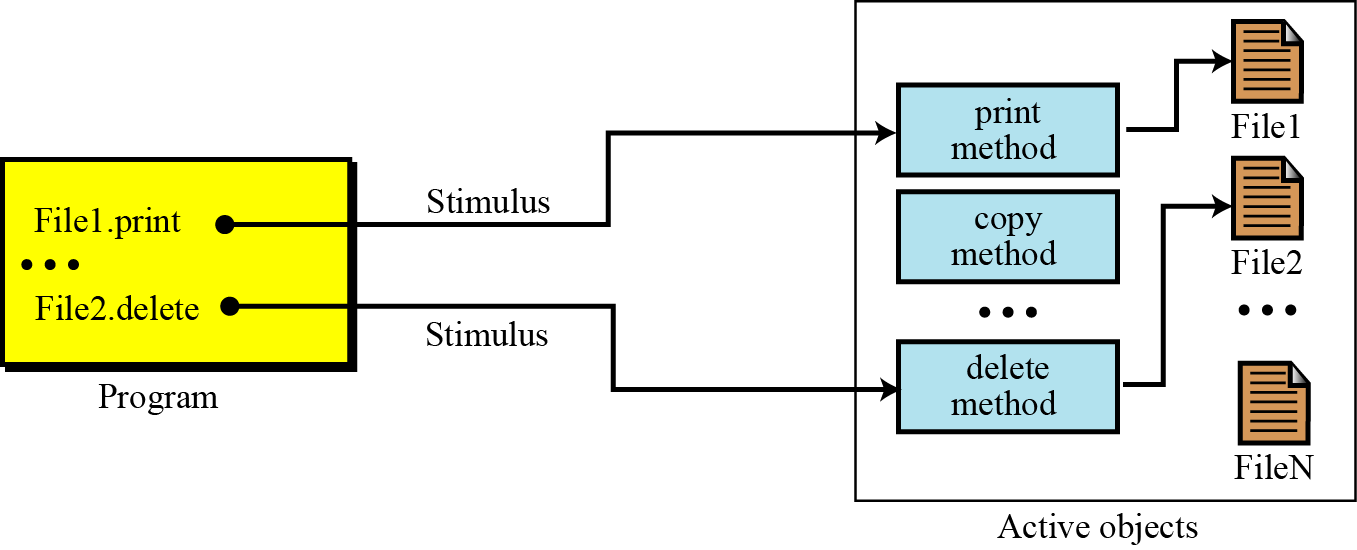 File1.print
• • •
File2.delete
Program
Stimulus
Stimulus
print
method
copy
method
• • •
delete
method
File1
File2
• • •
FileN
Active objects